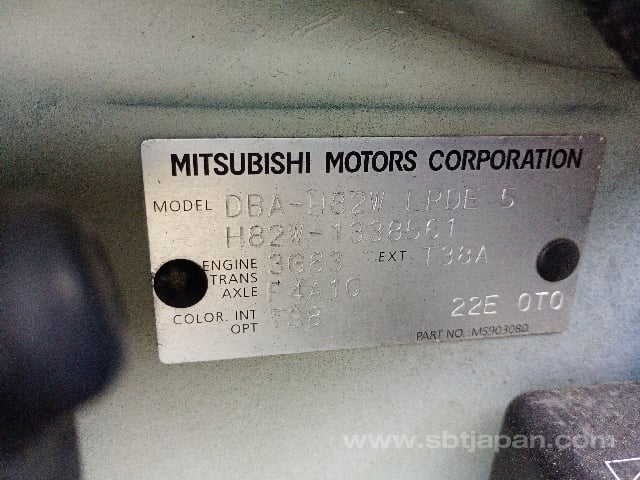 MITSUBISHI MOTORS CORPORATION
MODEL DBA-H82W LRDE 5
H82W-1338561
ENGINE 3G83 EXT T38A
TRANS
AXLE F4A10
COLOR. INT
OPT T38 22E 0T0
PART NO. MS903080
www.sbtjapan.com